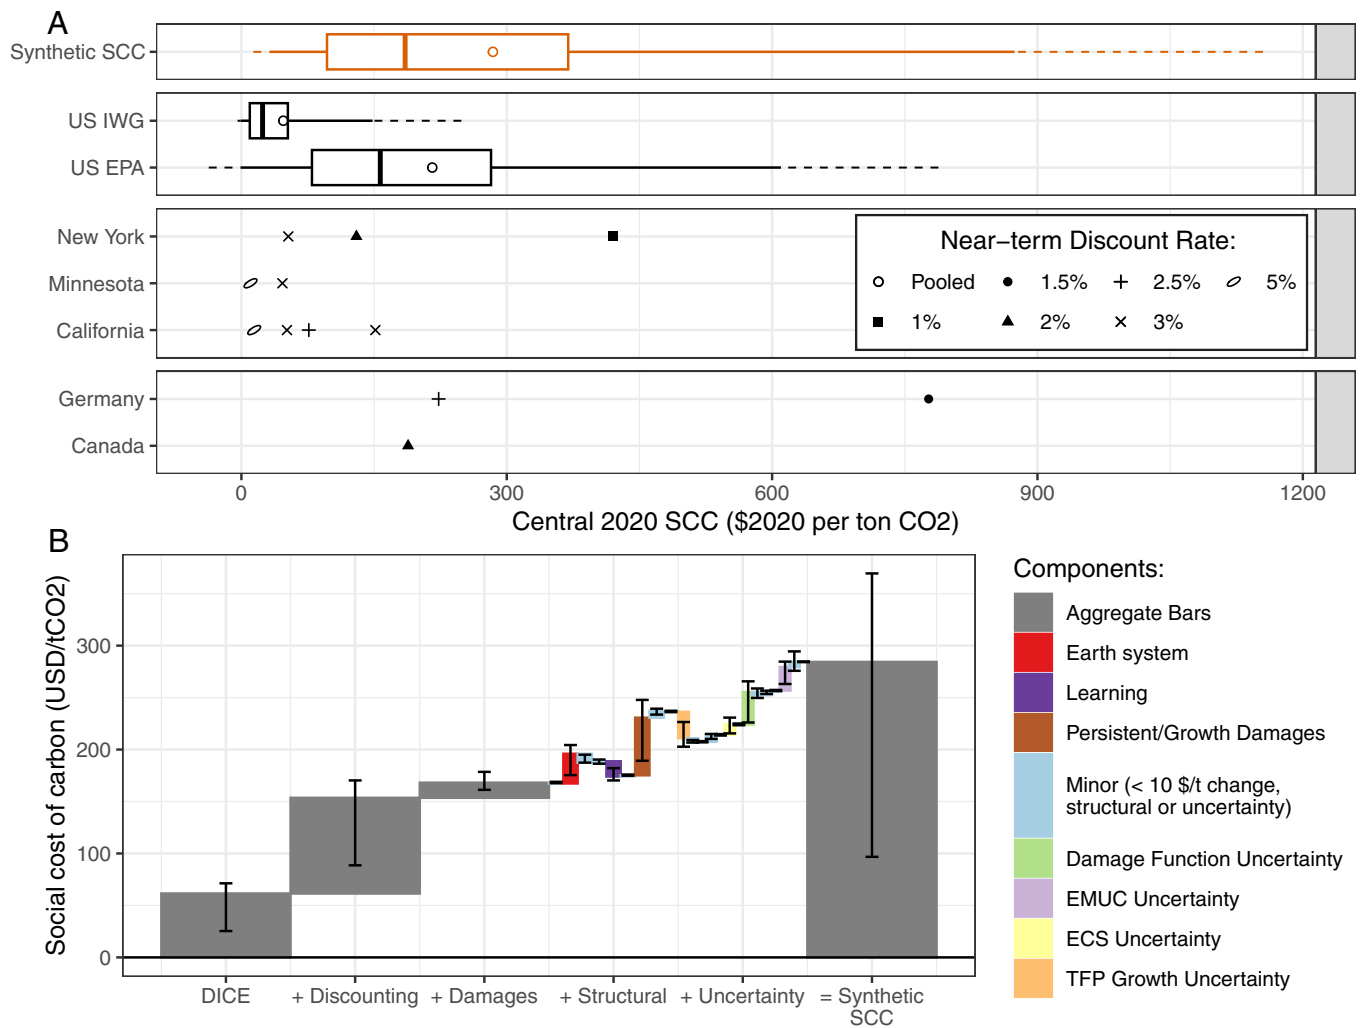 A
Synthetic SCC
US IWG
US EPA
New York
Minnesota
California
Germany
Canada
Near−term Discount Rate:
Pooled
1.5%
2.5%
5%
1%
2%
3%
0
300
600
900
1200
Central 2020 SCC ($2020 per ton CO2)
B
Social cost of carbon (USD/tCO2)
300
200
100
0
DICE
+ Discounting
+ Damages
+ Structural
+ Uncertainty
= Synthetic
SCC
Components:
Aggregate Bars
Earth system
Learning
Persistent/Growth Damages
Minor (< 10 $/t change,
structural or uncertainty)
Damage Function Uncertainty
EMUC Uncertainty
ECS Uncertainty
TFP Growth Uncertainty